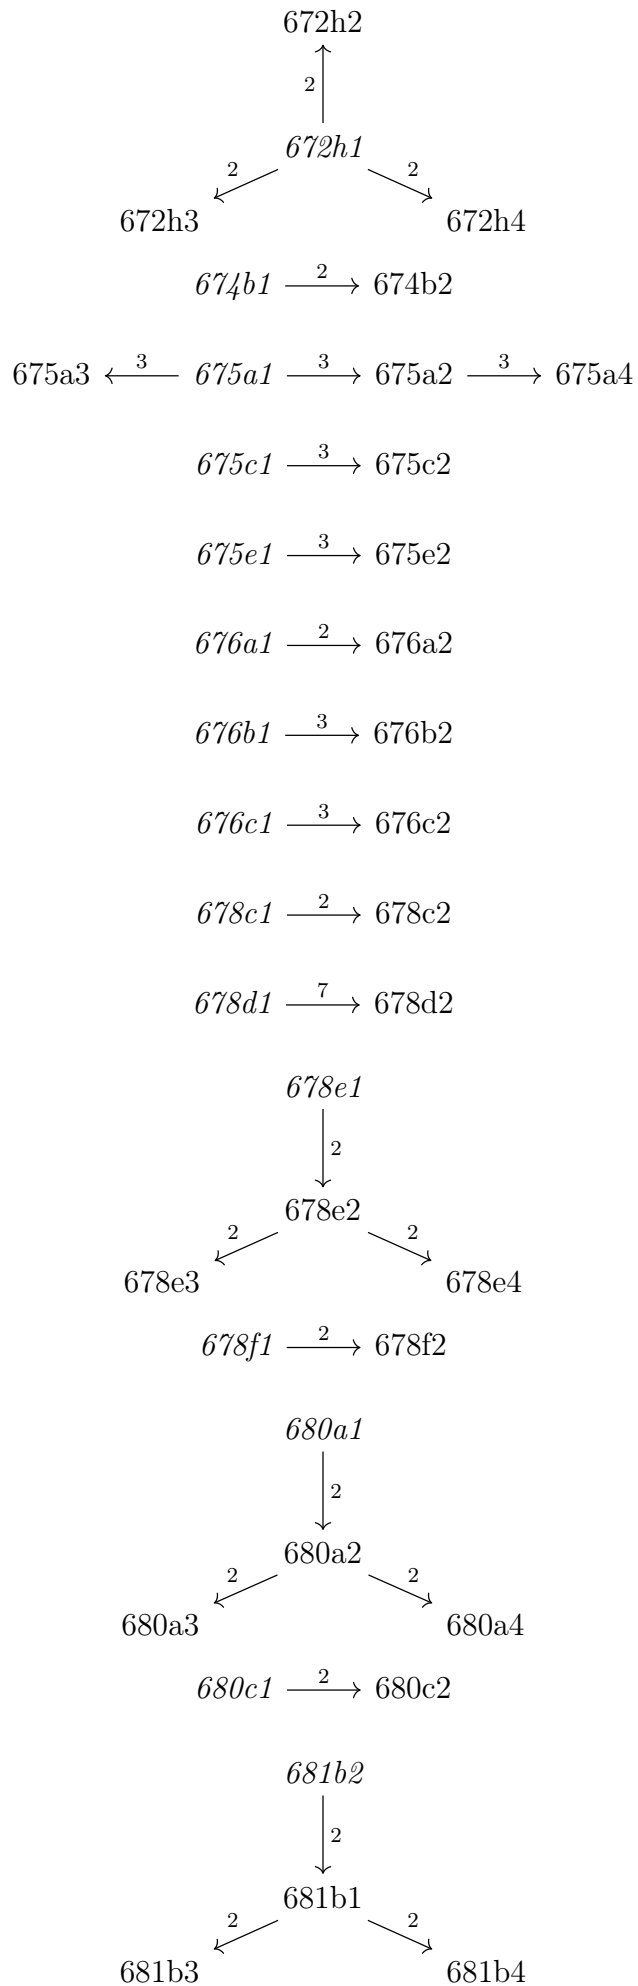 672h2
2
672h1
2 2
672h3 672h4
674b1 2 674b2
675a3 3 675a1 3 675a2 3 675a4
675c1 3 675c2
675e1 3 675e2
676a1 2 676a2
676b1 3 676b2
676c1 3 676c2
678c1 2 678c2
678d1 7 678d2
678e1
2
678e2
2 2
678e3 678e4
678f1 2 678f2
680a1
2
680a2
2 2
680a3 680a4
680c1 2 680c2
681b2
2
681b1
2 2
681b3 681b4